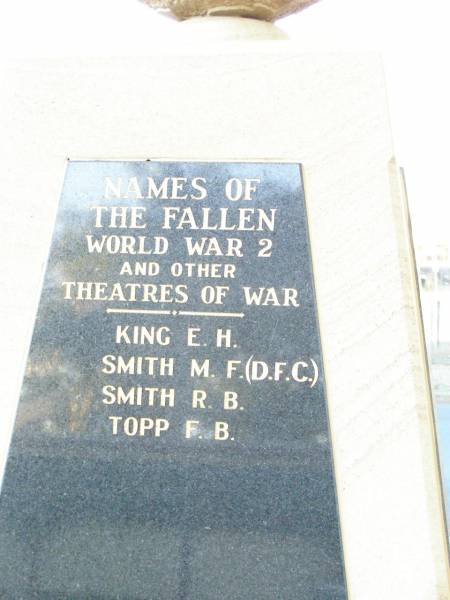 NAMES OF
THE FALLEN
WORLD WAR 2
AND OTHER
THEATRES OF WAR
KING E. H.
SMITH M. F.(D.F.C.)
SMITH R. B.
TOPP F. B.